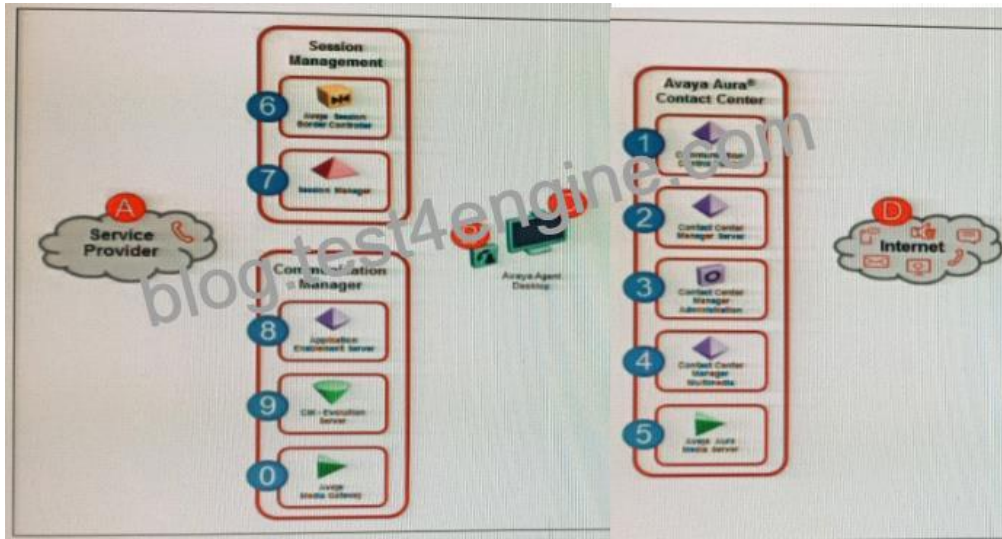 Session
Management
6
Avaya Session
Border Controller
7
Session Manager
A
Service
Provider
Communication
Manager
8
Application
Enablement Server
9
CM - Evolution
Server
0
Avaya
Media Gateway
Avaya Agent
Desktop
Avaya Aura®
Contact Center
1
2
Contact Center
Manager Server
3
Contact Center
Manager
Administration
4
Contact Center
Manager
Multimedia
5
Avaya Aura
Media Server
D
Internet
blog.test4engine.com